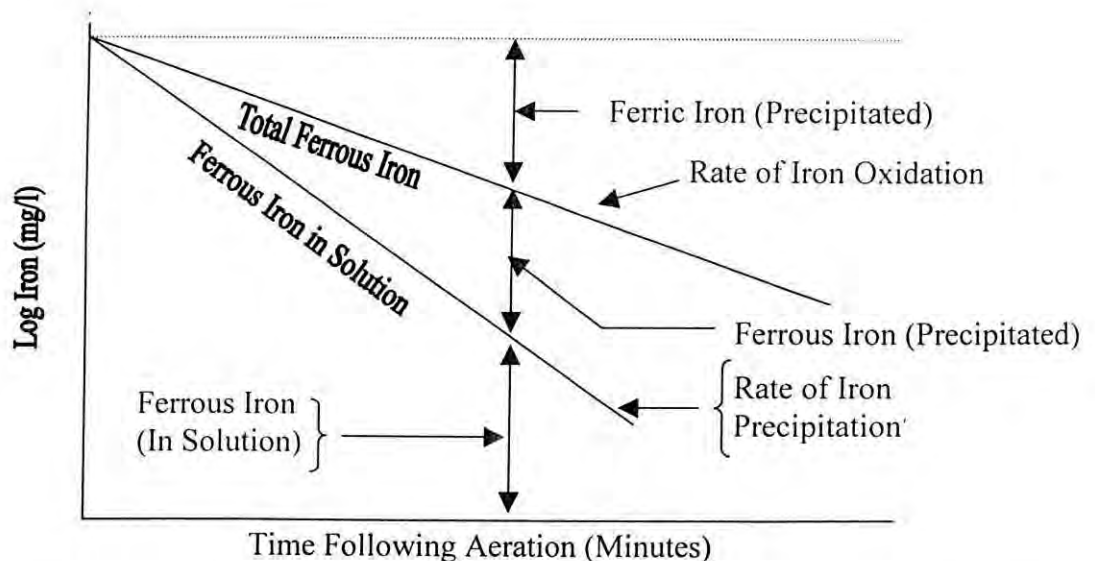 Ferric Iron (Precipitated)
Total Ferrous Iron
Rate of Iron Oxidation
Ferrous Iron in Solution
Log Iron (mg/l)
Ferrous Iron (Precipitated)
Ferrous Iron
(In Solution)
Rate of Iron
Precipitation
Time Following Aeration (Minutes)